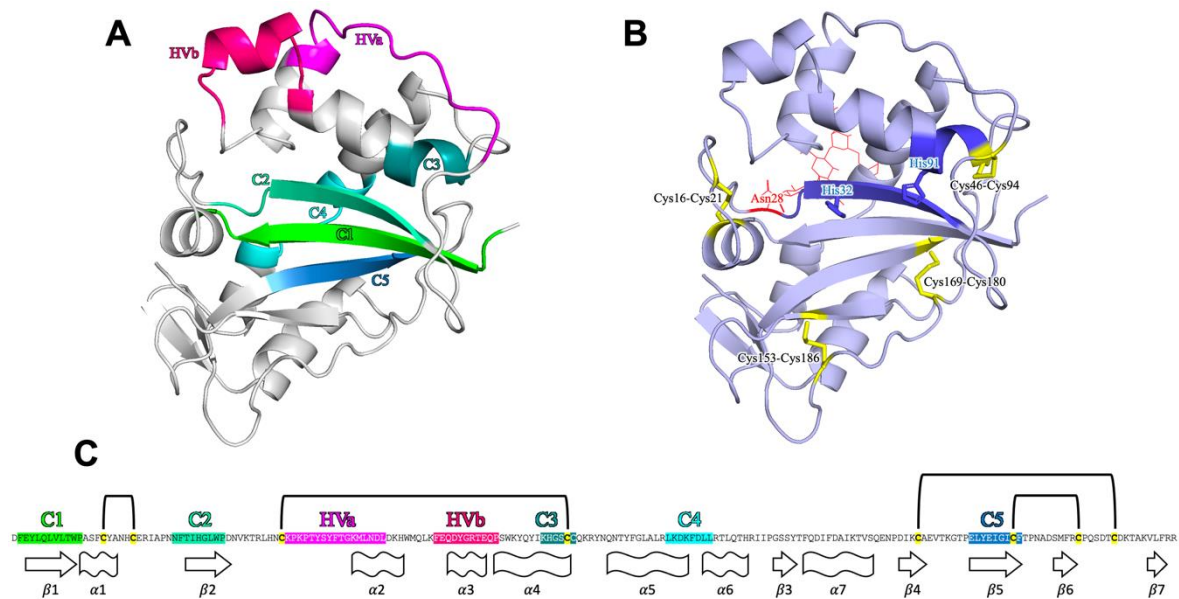 A
HVb
HVa
C3
C2
C4
C1
C5
B
His91
His32
Cys46-Cys94
Cys16-Cys21
Asn28
Cys169-Cys180
Cys153-Cys186
C
C1 C2 HVa HVb C3 C4 C5
DFEYLQLVLTWPASFCYANHCERIAPNNFTIHGLWPDNVKTRLHNCKPKPTYSYFTGKMLNDLDKHWMQLKFEQDYGRTEQPSWKYQYIKHGSCCQKRYNQNTYFGLALRLKDKFDLLRTLQTHRIIPGSSYTFQDIFDAIKTVSQENPDIKCAEVTKGTPELYEIGICFTPNADSMFRCPQSDTCDKTAKVLFRR
β1 α1 β2 α2 α3 α4 α5 α6 β3 α7 β4 β5 β6 β7